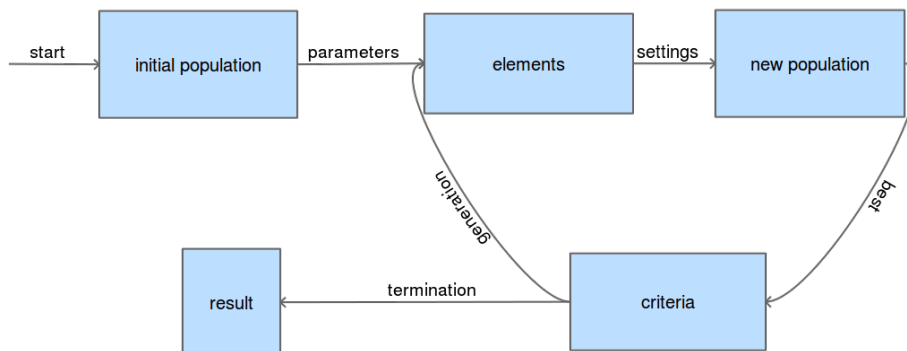 start
initial population
parameters
elements
settings
new population
generation
best
result
termination
criteria